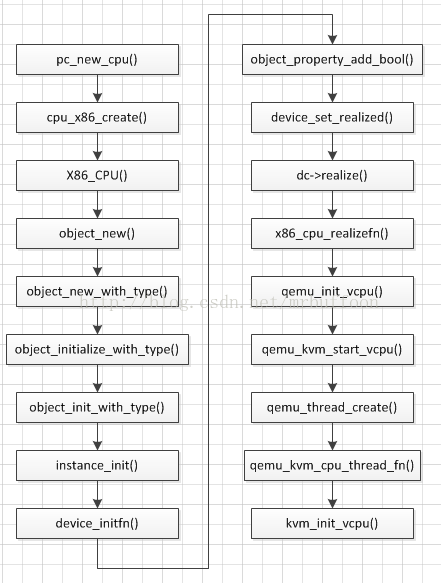 pc_new_cpu()
cpu_x86_create()
X86_CPU()
object_new()
object_new_with_type()
object_initialize_with_type()
object_init_with_type()
instance_init()
device_initfn()
object_property_add_bool()
device_set_realized()
dc->realize()
x86_cpu_realizefn()
qemu_init_vcpu()
qemu_kvm_start_vcpu()
qemu_thread_create()
qemu_kvm_cpu_thread_fn()
kvm_init_vcpu()
http://blog.csdn.net/mrbuffoon